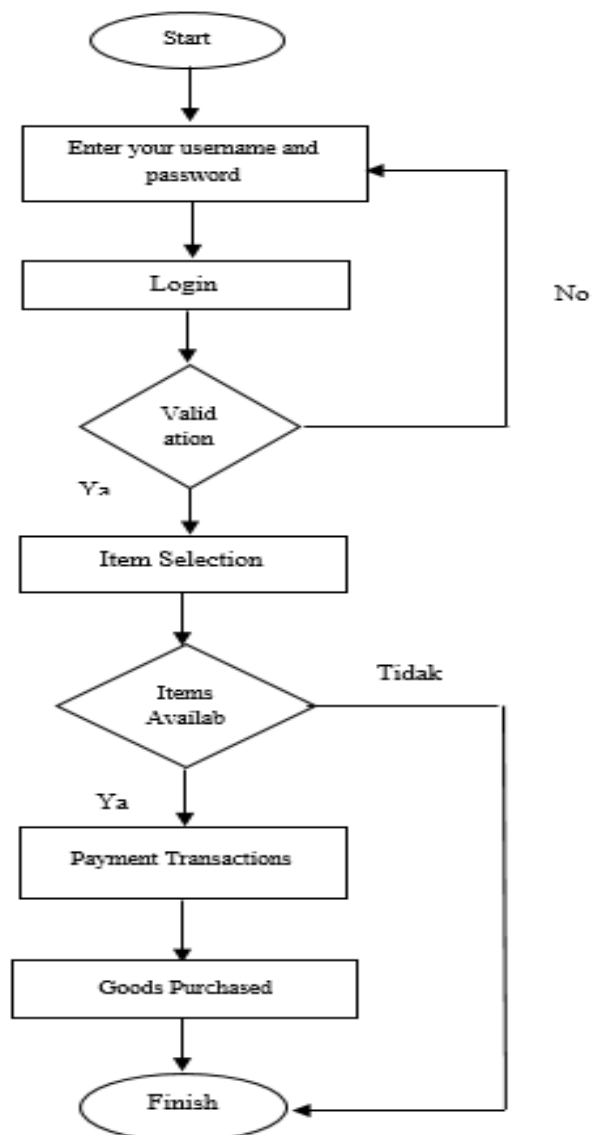 Start
Enter your username and
password
Login
No
Valid
ation
Ya
Item Selection
Tidak
Items
Availab
Ya
Payment Transactions
Goods Purchased
Finish